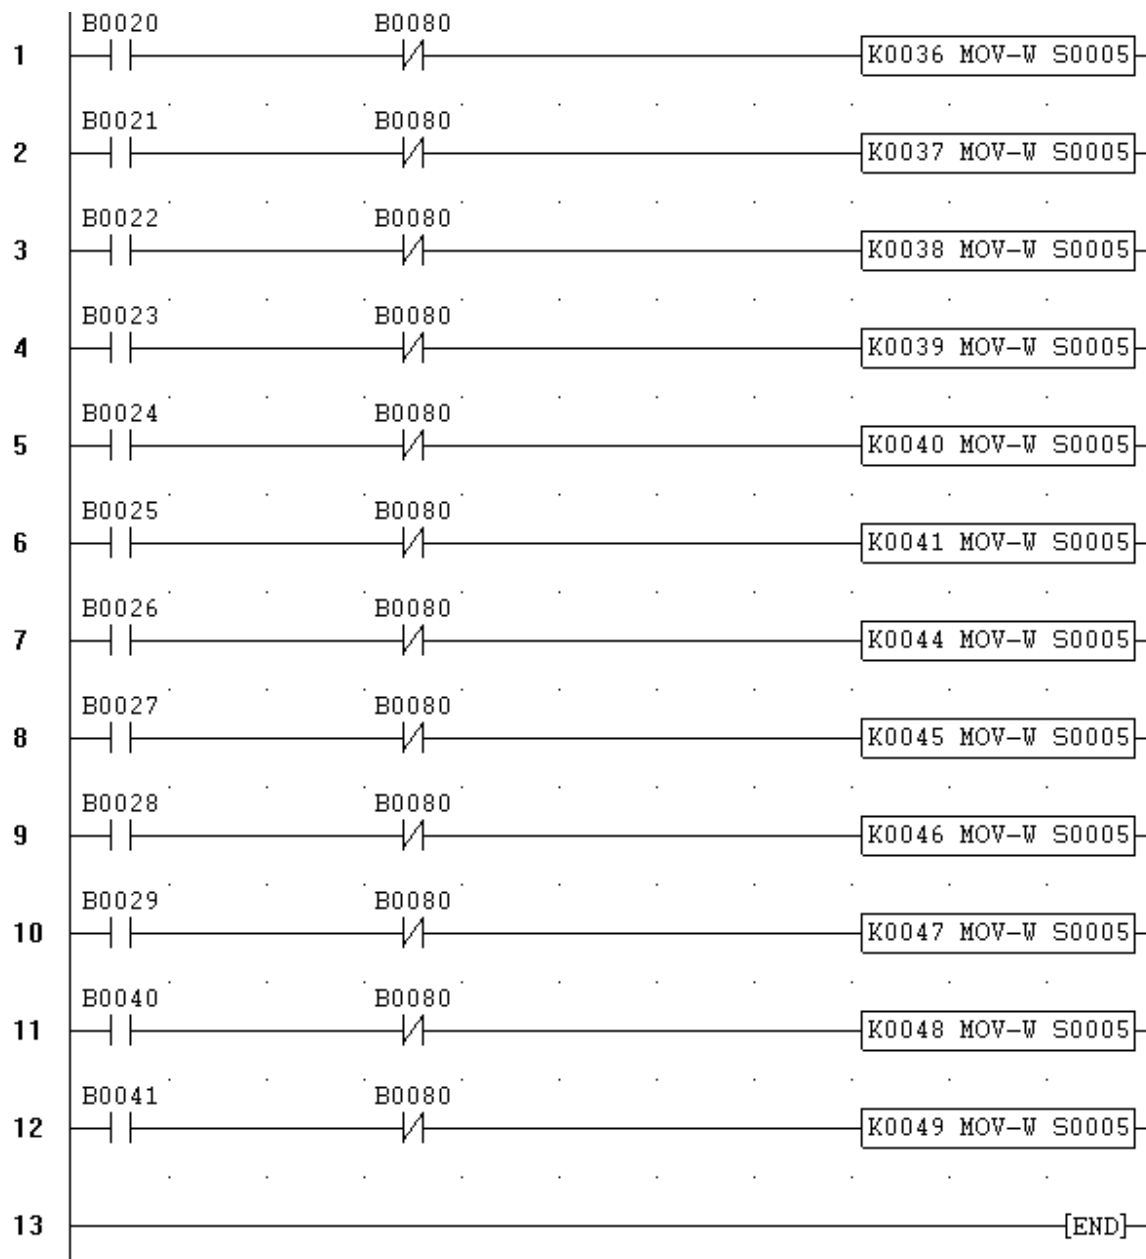 B0020 B0080
1 K0036 MOV-W S0005
B0021 B0080
2 K0037 MOV-W S0005
B0022 B0080
3 K0038 MOV-W S0005
B0023 B0080
4 K0039 MOV-W S0005
B0024 B0080
5 K0040 MOV-W S0005
B0025 B0080
6 K0041 MOV-W S0005
B0026 B0080
7 K0044 MOV-W S0005
B0027 B0080
8 K0045 MOV-W S0005
B0028 B0080
9 K0046 MOV-W S0005
B0029 B0080
10 K0047 MOV-W S0005
B0040 B0080
11 K0048 MOV-W S0005
B0041 B0080
12 K0049 MOV-W S0005
13 [END]